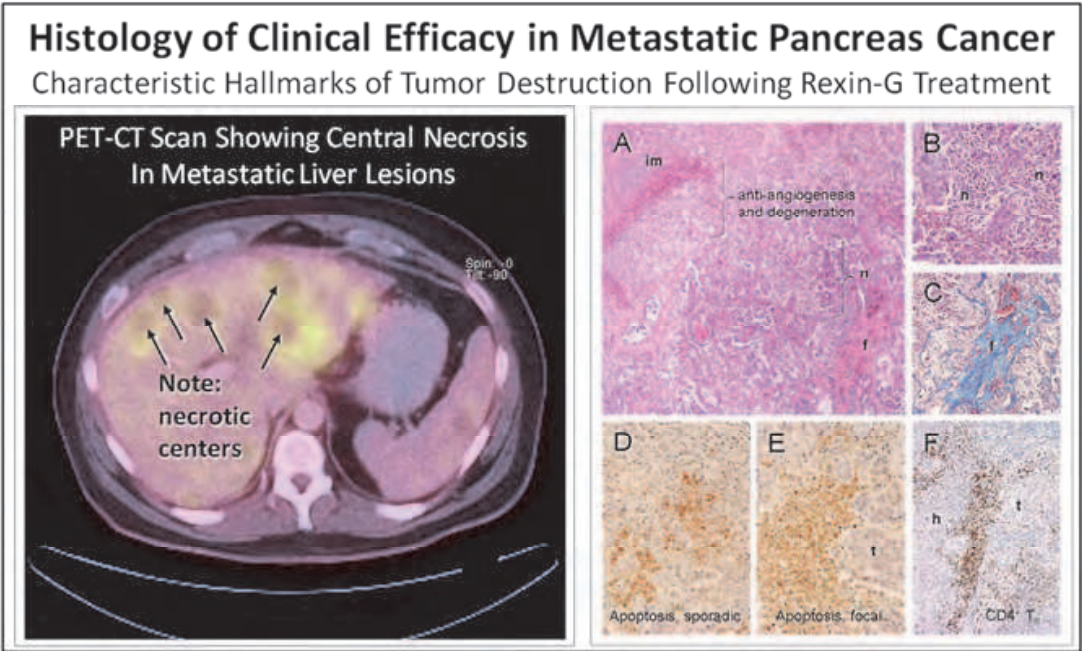 Histology of Clinical Efficacy in Metastatic Pancreas Cancer
Characteristic Hallmarks of Tumor Destruction Following Rexin-G Treatment
PET-CT Scan Showing Central Necrosis
In Metastatic Liver Lesions
Spin: -0
Tilt: -90
Note:
necrotic
centers
A
im
anti-angiogenesis
and degeneration
n
f
B
n
n
C
f
D
Apoptosis, sporadic
E
t
Apoptosis, focal
F
h
t
CD4+